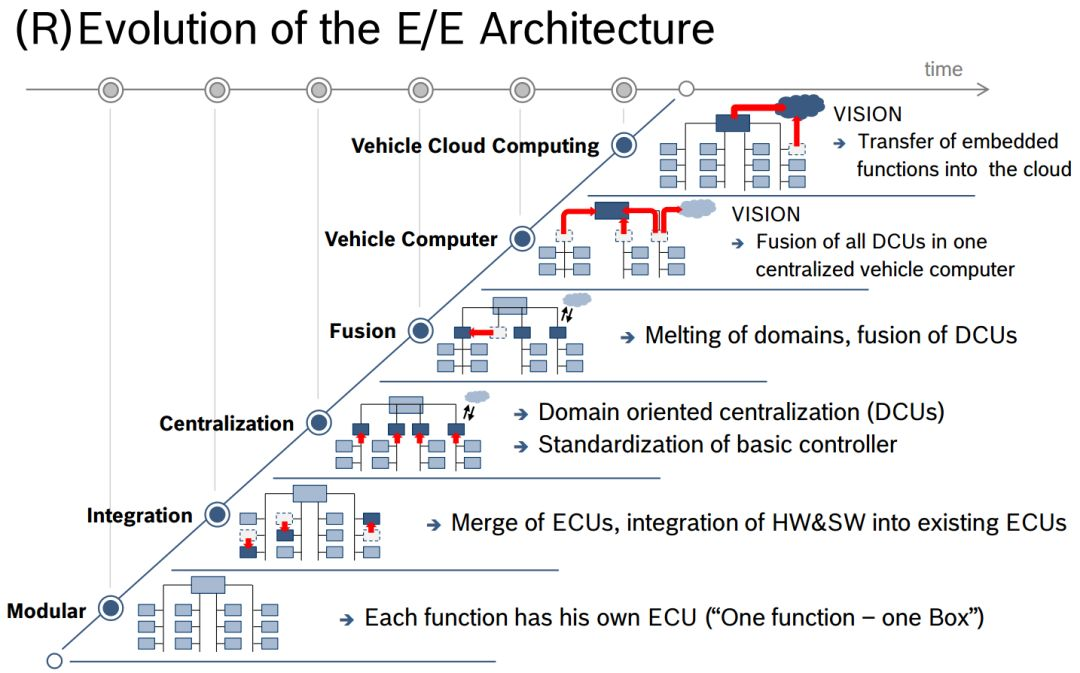 (R)Evolution of the E/E Architecture
time
Vehicle Cloud Computing
VISION
➔ Transfer of embedded
functions into the cloud
Vehicle Computer
VISION
➔ Fusion of all DCUs in one
centralized vehicle computer
Fusion
➔ Melting of domains, fusion of DCUs
Centralization
➔ Domain oriented centralization (DCUs)
➔ Standardization of basic controller
Integration
➔ Merge of ECUs, integration of HW&SW into existing ECUs
Modular
➔ Each function has his own ECU (“One function – one Box”)